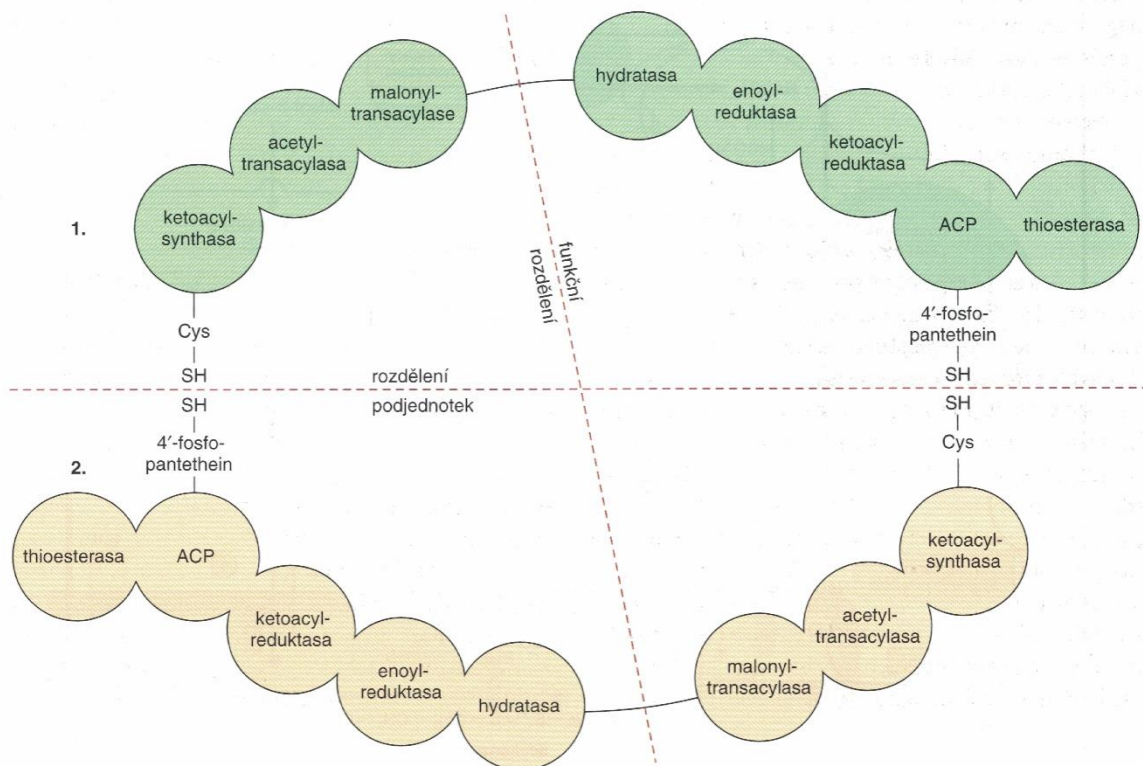 malonyl-
transacylase
acetyl-
transacylasa
ketoacyl-
synthasa
hydratasa
enoyl-
reduktasa
ketoacyl-
reduktasa
ACP
thioesterasa
1.
funkční
rozdělení
Cys
SH
4′-fosfo-
pantethein
SH
rozdělení
podjednotek
SH
4′-fosfo-
pantethein
SH
Cys
2.
thioesterasa
ACP
ketoacyl-
reduktasa
enoyl-
reduktasa
hydratasa
malonyl-
transacylasa
acetyl-
transacylasa
ketoacyl-
synthasa